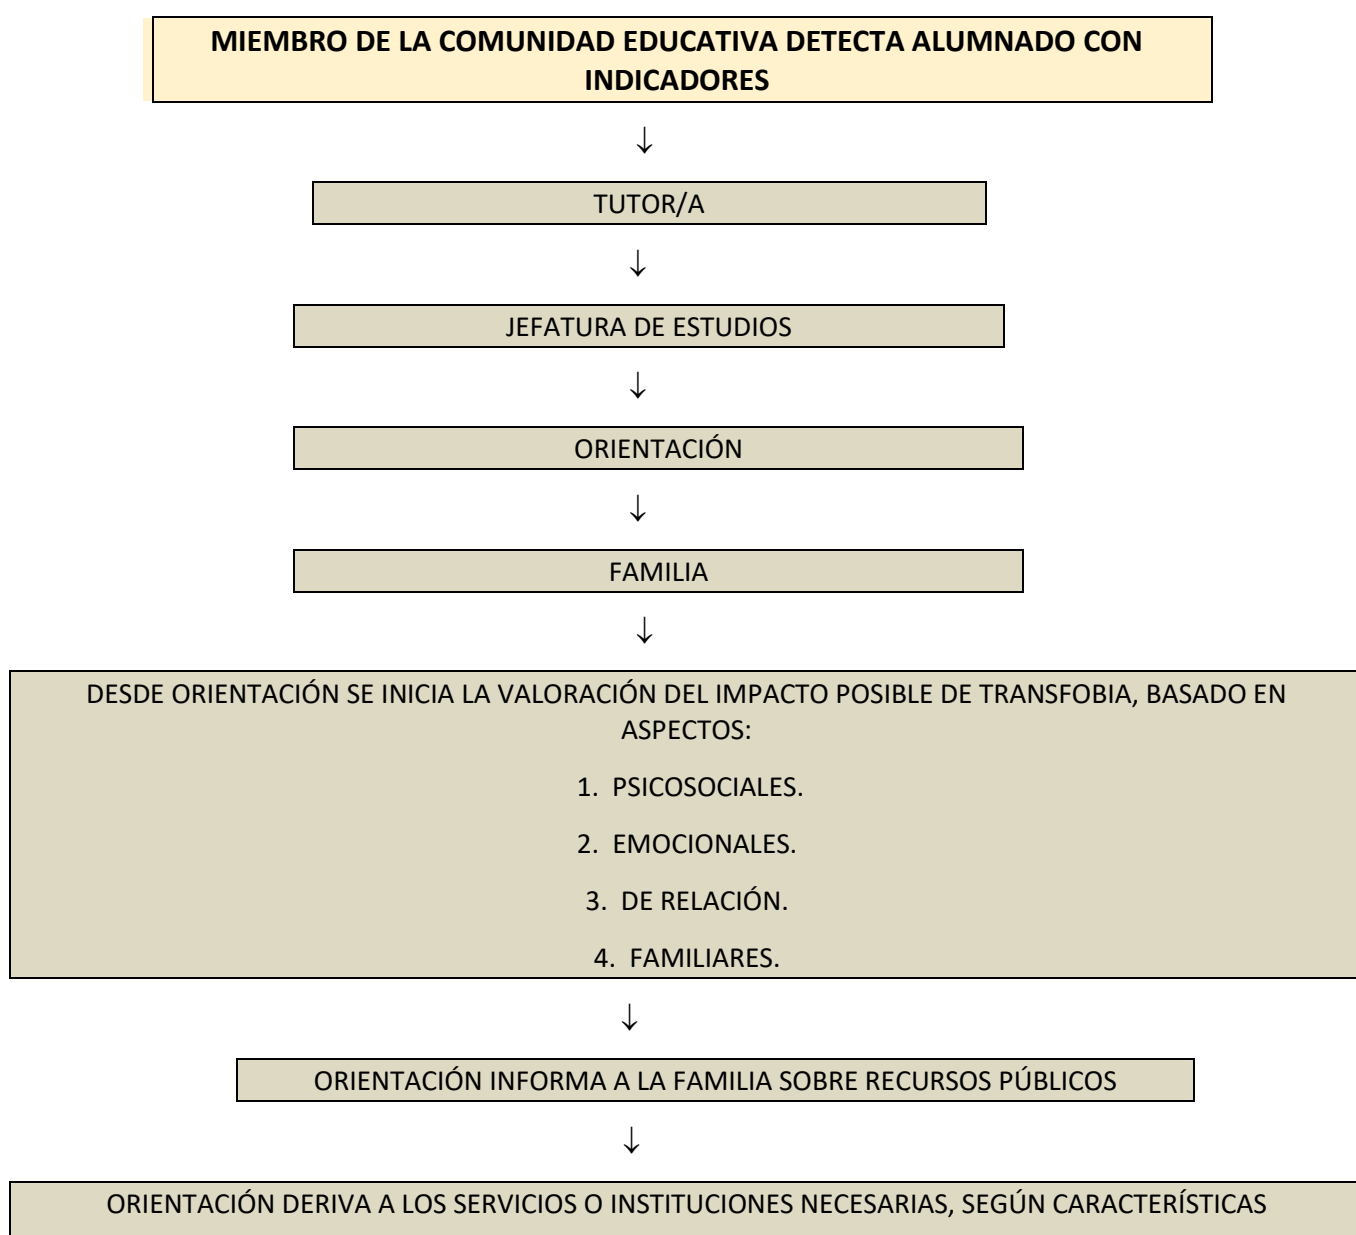 MIEMBRO DE LA COMUNIDAD EDUCATIVA DETECTA ALUMNADO CON
INDICADORES
↓
TUTOR/A
↓
JEFATURA DE ESTUDIOS
↓
ORIENTACIÓN
↓
FAMILIA
↓
DESDE ORIENTACIÓN SE INICIA LA VALORACIÓN DEL IMPACTO POSIBLE DE TRANSFOBIA, BASADO EN
ASPECTOS:
1. PSICOSOCIALES.
2. EMOCIONALES.
3. DE RELACIÓN.
4. FAMILIARES.
↓
ORIENTACIÓN INFORMA A LA FAMILIA SOBRE RECURSOS PÚBLICOS
↓
ORIENTACIÓN DERIVA A LOS SERVICIOS O INSTITUCIONES NECESARIAS, SEGÚN CARACTERÍSTICAS